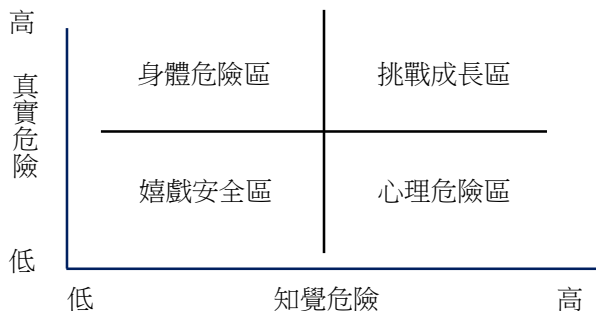 高
身體危險區 挑戰成長區
真實危險
嬉戲安全區 心理危險區
低
低 知覺危險 高